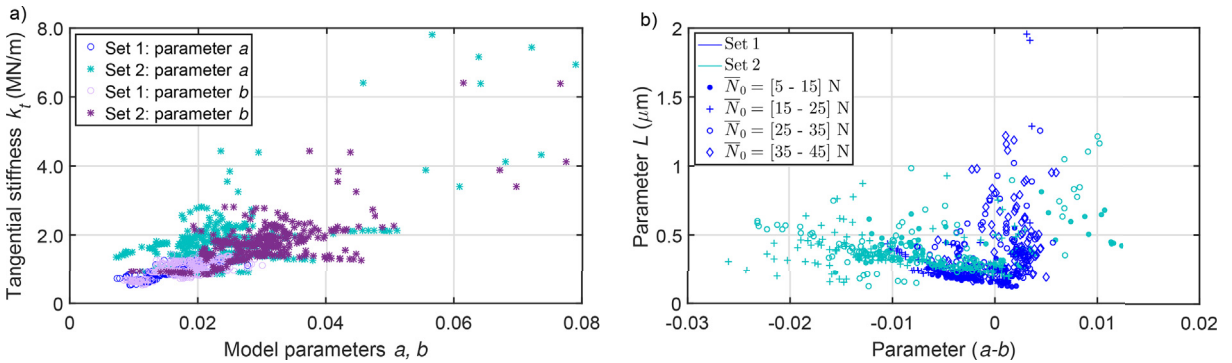 a)
8.0
6.0
4.0
2.0
0
Tangential stiffness k_t (MN/m)
Set 1: parameter a
Set 2: parameter a
Set 1: parameter b
Set 2: parameter b
0 0.02 0.04 0.06 0.08
Model parameters a, b
b)
2
1.5
1
0.5
0
Parameter L (μm)
Set 1
Set 2
N̅₀ = [5 - 15] N
N̅₀ = [15 - 25] N
N̅₀ = [25 - 35] N
N̅₀ = [35 - 45] N
-0.03 -0.02 -0.01 0 0.01 0.02
Parameter (a-b)